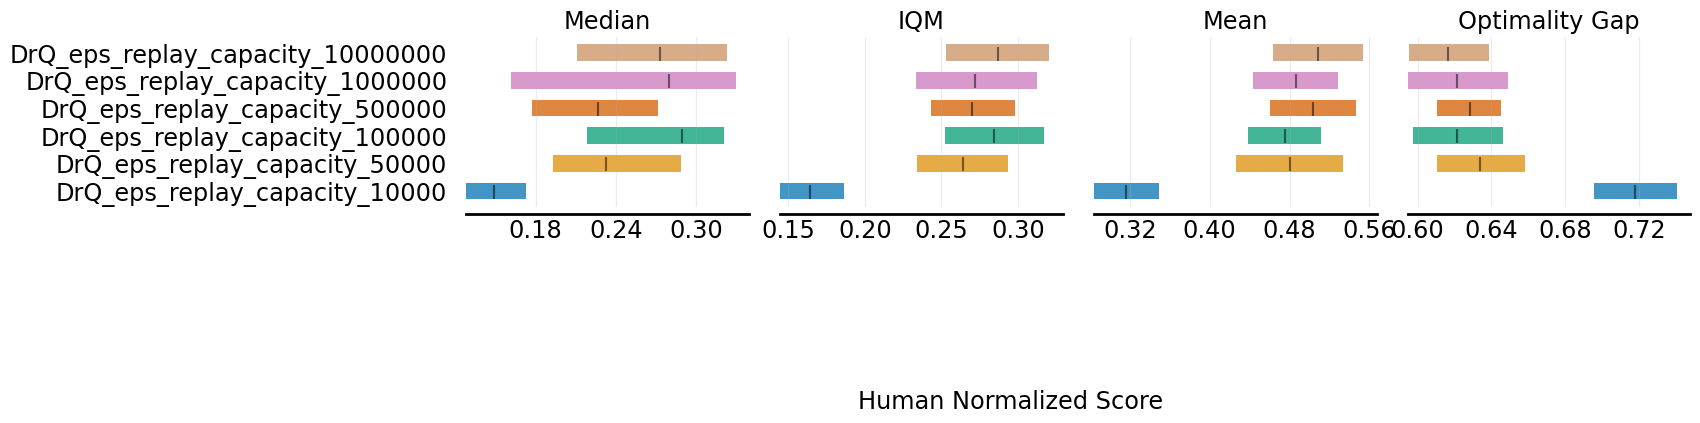 Median IQM Mean Optimality Gap
DrQ_eps_replay_capacity_10000000
DrQ_eps_replay_capacity_1000000
DrQ_eps_replay_capacity_500000
DrQ_eps_replay_capacity_100000
DrQ_eps_replay_capacity_50000
DrQ_eps_replay_capacity_10000
0.18 0.24 0.30 0.15 0.20 0.25 0.30 0.32 0.40 0.48 0.56 0.60 0.64 0.68 0.72
Human Normalized Score